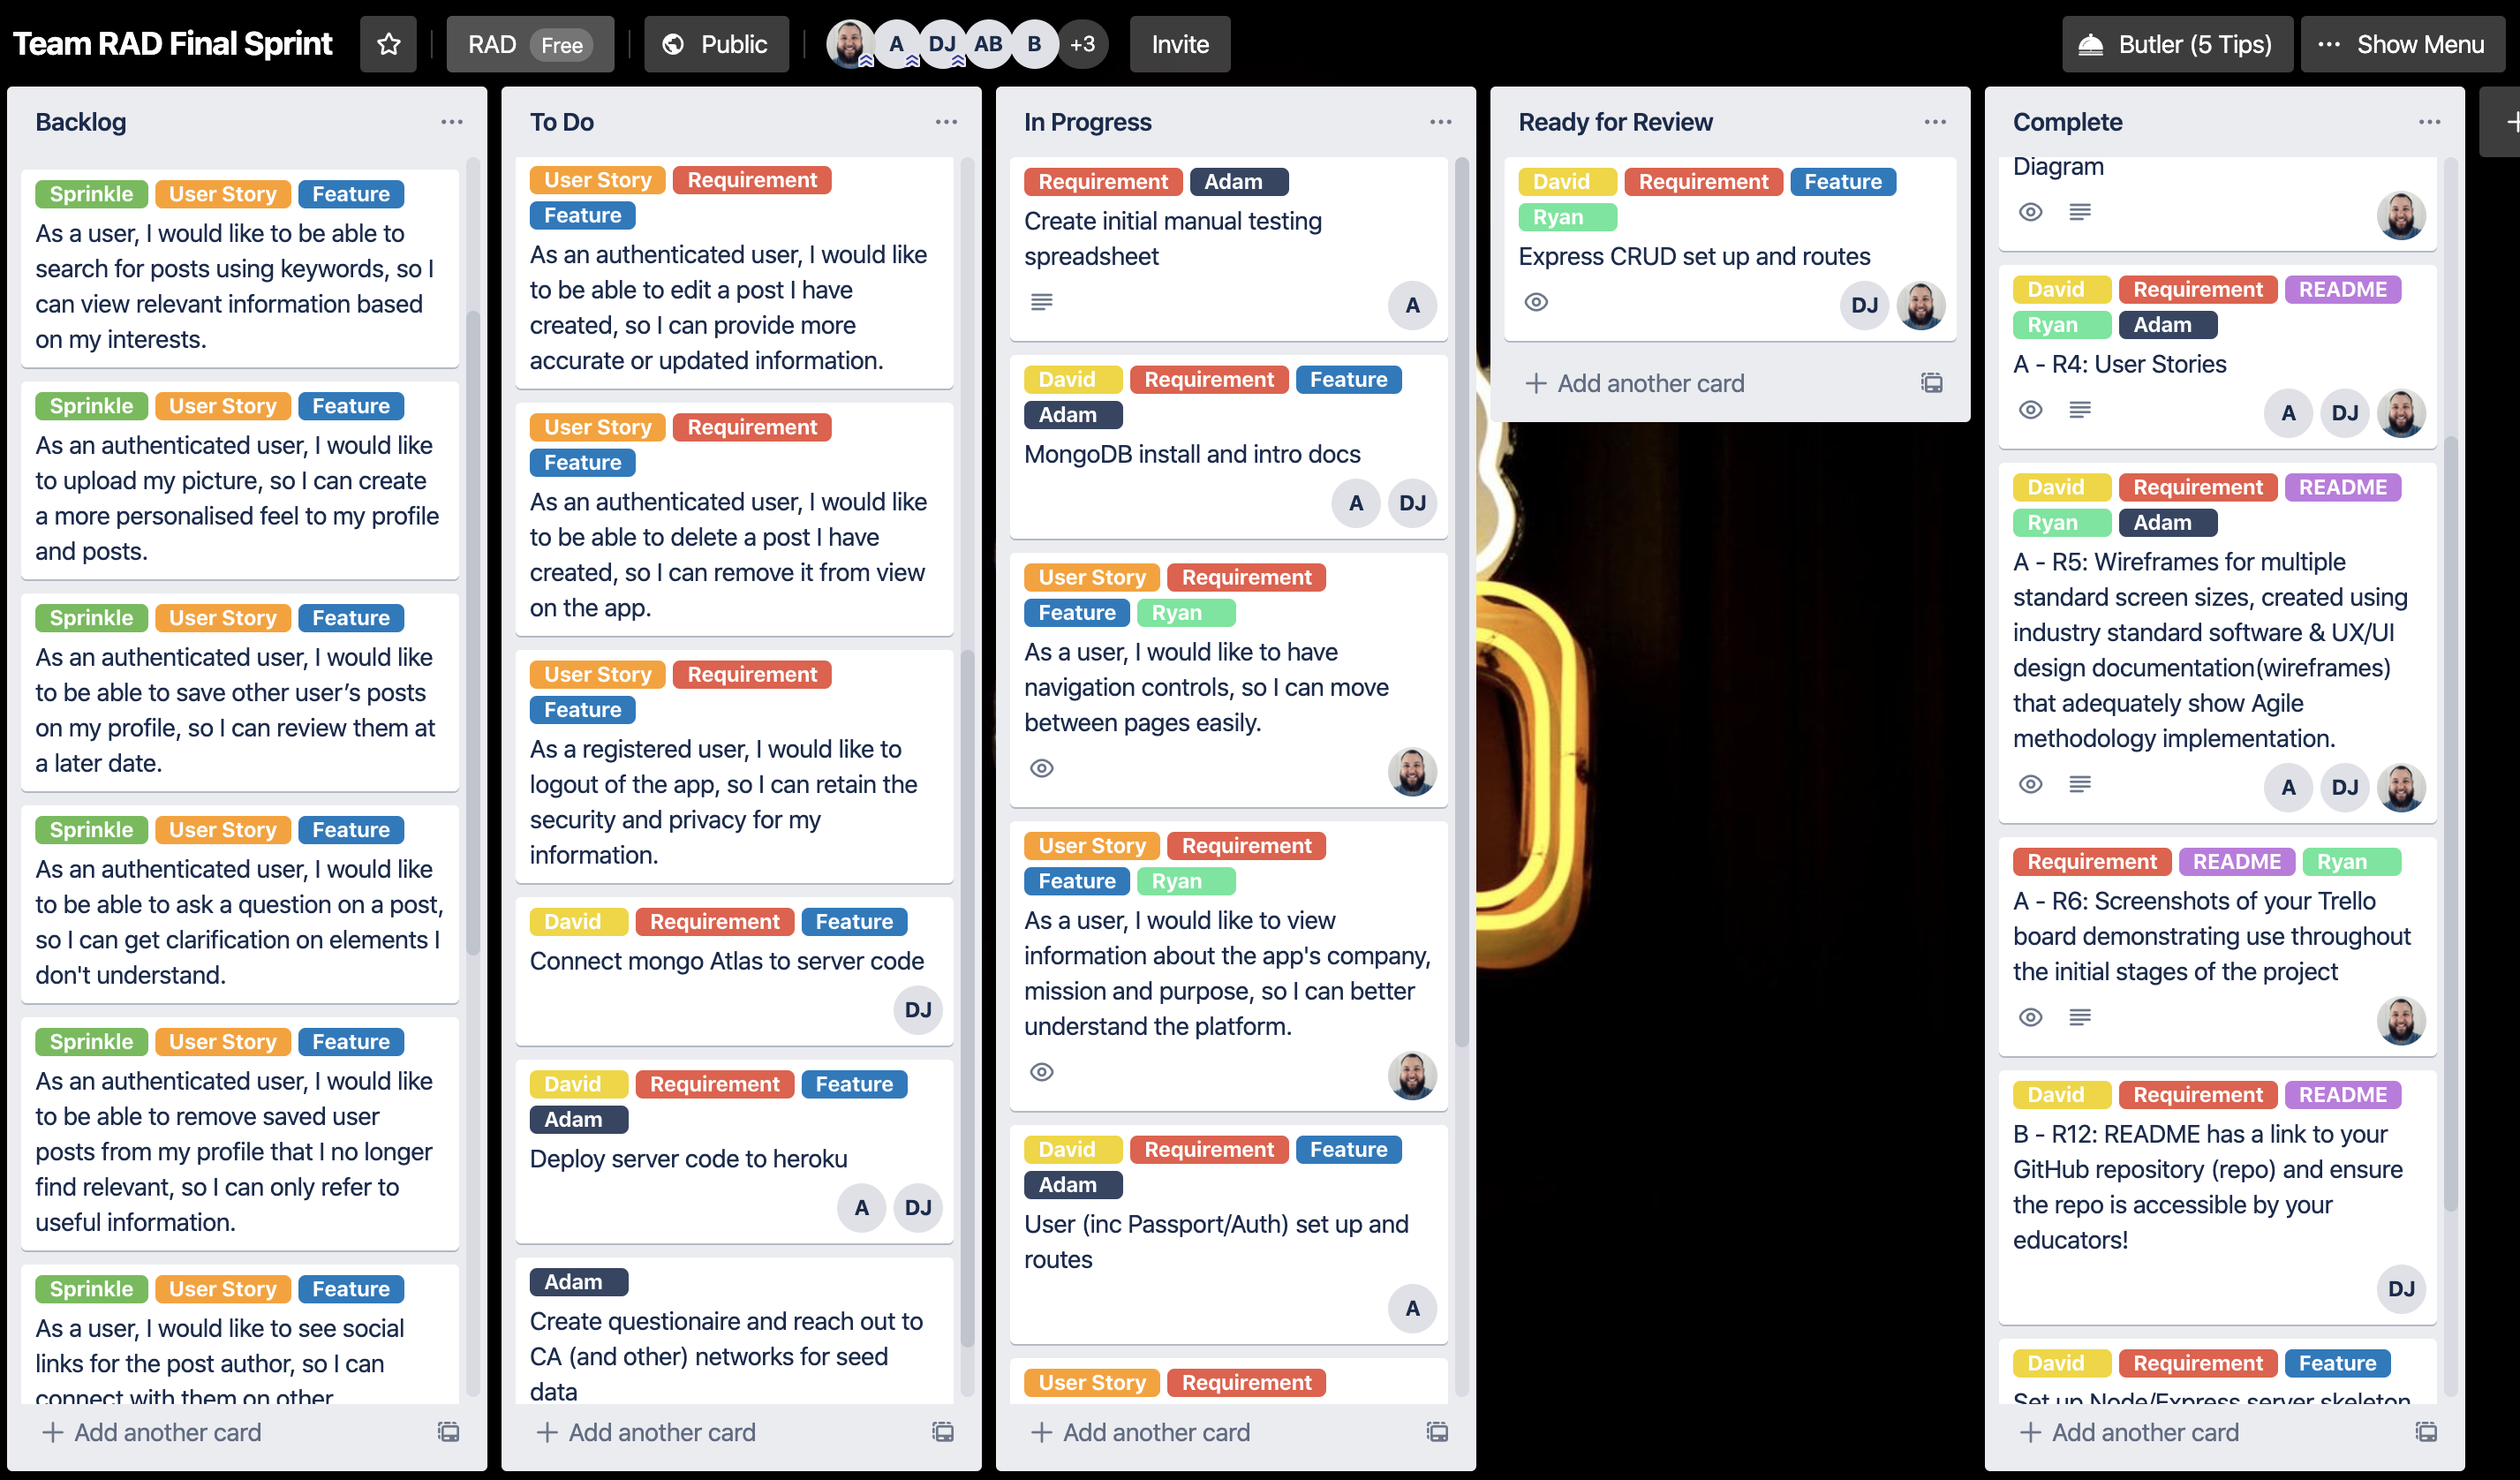 Team RAD Final Sprint
RAD Free
Public
A
DJ
AB
B
+3
Invite
Butler (5 Tips)
Show Menu
Backlog
Sprinkle User Story Feature
As a user, I would like to be able to
search for posts using keywords, so I
can view relevant information based
on my interests.
Sprinkle User Story Feature
As an authenticated user, I would like
to upload my picture, so I can create
a more personalised feel to my profile
and posts.
Sprinkle User Story Feature
As an authenticated user, I would like
to be able to save other user’s posts
on my profile, so I can review them at
a later date.
Sprinkle User Story Feature
As an authenticated user, I would like
to be able to ask a question on a post,
so I can get clarification on elements I
don't understand.
Sprinkle User Story Feature
As an authenticated user, I would like
to be able to remove saved user
posts from my profile that I no longer
find relevant, so I can only refer to
useful information.
Sprinkle User Story Feature
As a user, I would like to see social
links for the post author, so I can
connect with them on other
Add another card
To Do
User Story Requirement
Feature
As an authenticated user, I would like
to be able to edit a post I have
created, so I can provide more
accurate or updated information.
User Story Requirement
Feature
As an authenticated user, I would like
to be able to delete a post I have
created, so I can remove it from view
on the app.
User Story Requirement
Feature
As a registered user, I would like to
logout of the app, so I can retain the
security and privacy for my
information.
David Requirement Feature
Connect mongo Atlas to server code
DJ
David Requirement Feature
Adam
Deploy server code to heroku
A DJ
Adam
Create questionaire and reach out to
CA (and other) networks for seed
data
Add another card
In Progress
Requirement Adam
Create initial manual testing
spreadsheet
A
David Requirement Feature
Adam
MongoDB install and intro docs
A DJ
User Story Requirement
Feature Ryan
As a user, I would like to have
navigation controls, so I can move
between pages easily.
User Story Requirement
Feature Ryan
As a user, I would like to view
information about the app's company,
mission and purpose, so I can better
understand the platform.
David Requirement Feature
Adam
User (inc Passport/Auth) set up and
routes
A
User Story Requirement
Add another card
Ready for Review
David Requirement Feature
Ryan
Express CRUD set up and routes
DJ
Add another card
Complete
Diagram
David Requirement README
Ryan Adam
A - R4: User Stories
A DJ
David Requirement README
Ryan Adam
A - R5: Wireframes for multiple
standard screen sizes, created using
industry standard software & UX/UI
design documentation(wireframes)
that adequately show Agile
methodology implementation.
A DJ
Requirement README Ryan
A - R6: Screenshots of your Trello
board demonstrating use throughout
the initial stages of the project
David Requirement README
B - R12: README has a link to your
GitHub repository (repo) and ensure
the repo is accessible by your
educators!
DJ
David Requirement Feature
Set up Node/Express server skeleton
Add another card